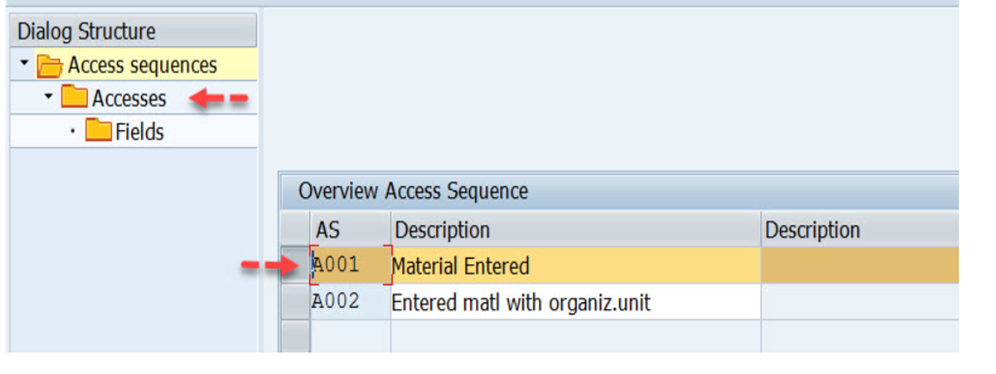 Dialog Structure
Access sequences
Accesses
Fields
Overview Access Sequence
AS Description Description
A001 Material Entered
A002 Entered matl with organiz.unit